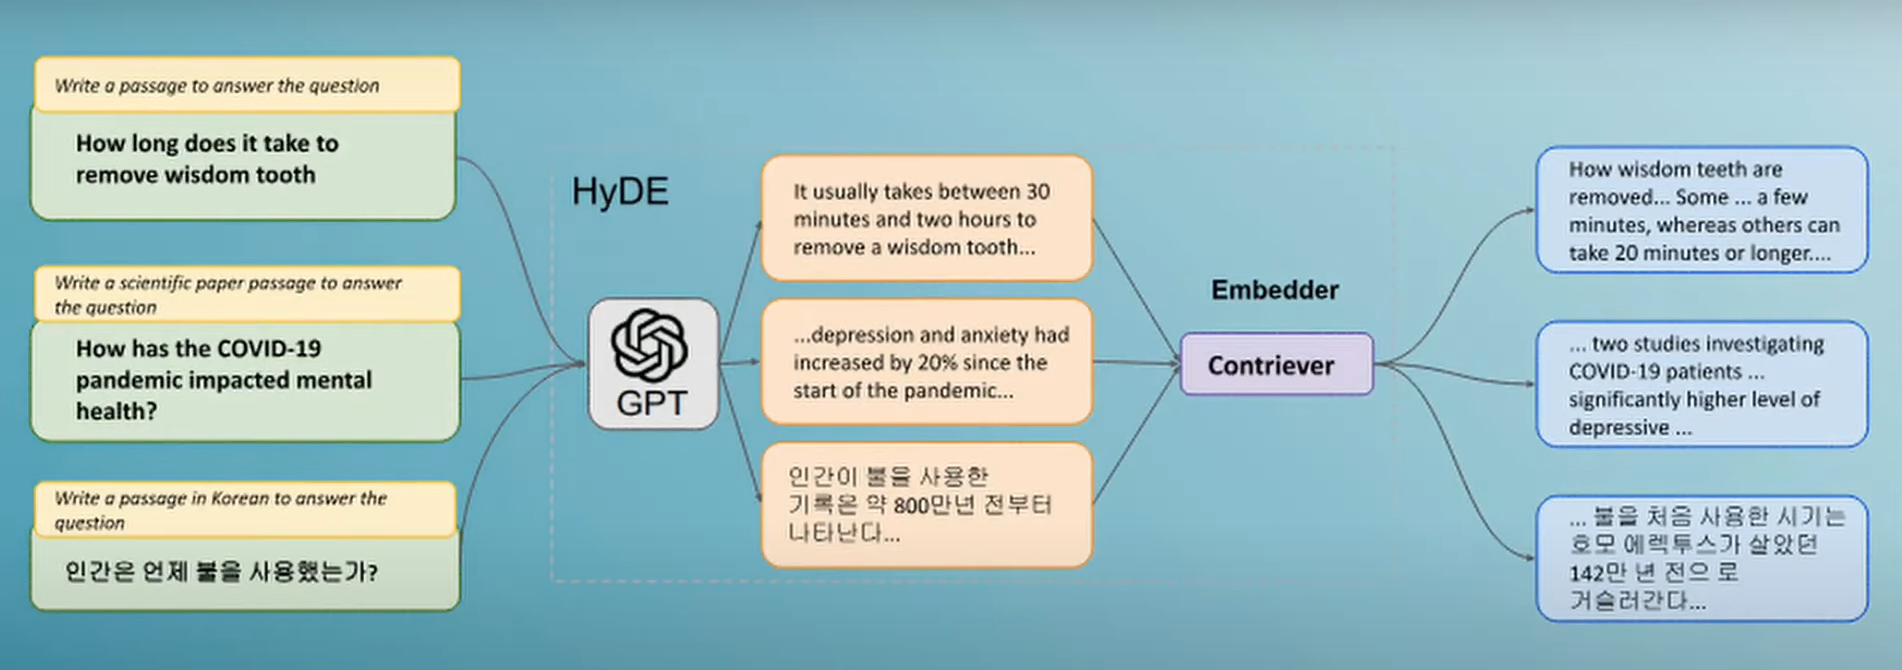 Write a passage to answer the question
How long does it take to
remove wisdom tooth
Write a scientific paper passage to answer
the question
How has the COVID-19
pandemic impacted mental
health?
Write a passage in Korean to answer the
question
인간은 언제 불을 사용했는가?
HyDE
GPT
It usually takes between 30
minutes and two hours to
remove a wisdom tooth...
...depression and anxiety had
increased by 20% since the
start of the pandemic...
인간이 불을 사용한
기록은 약 800만년 전부터
나타난다...
Embedder
Contriever
How wisdom teeth are
removed... Some ... a few
minutes, whereas others can
take 20 minutes or longer....
... two studies investigating
COVID-19 patients ...
significantly higher level of
depressive ...
... 불을 처음 사용한 시기는
호모 에렉투스가 살았던
142만 년 전으 로
거슬러간다...